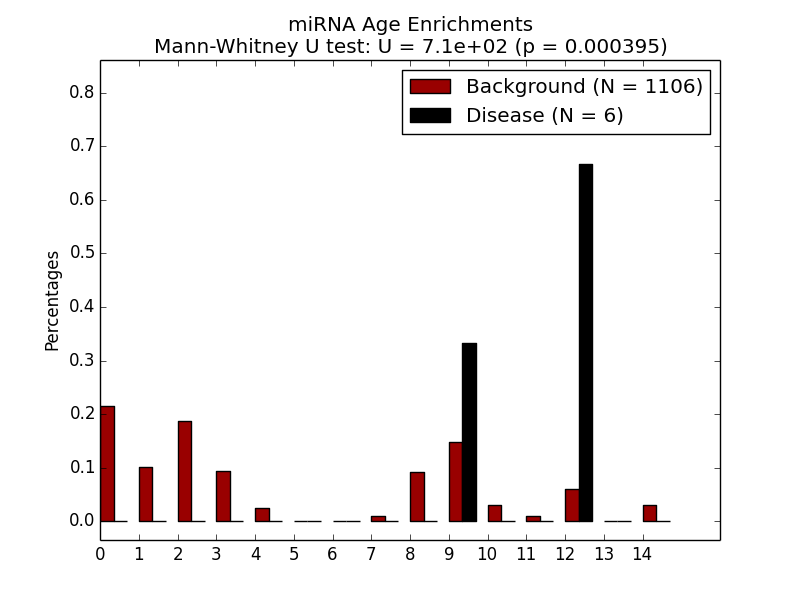 miRNA Age Enrichments
Mann-Whitney U test: U = 7.1e+02 (p = 0.000395)
Background (N = 1106)
Disease (N = 6)
Percentages
0.8
0.7
0.6
0.5
0.4
0.3
0.2
0.1
0.0
0 1 2 3 4 5 6 7 8 9 10 11 12 13 14